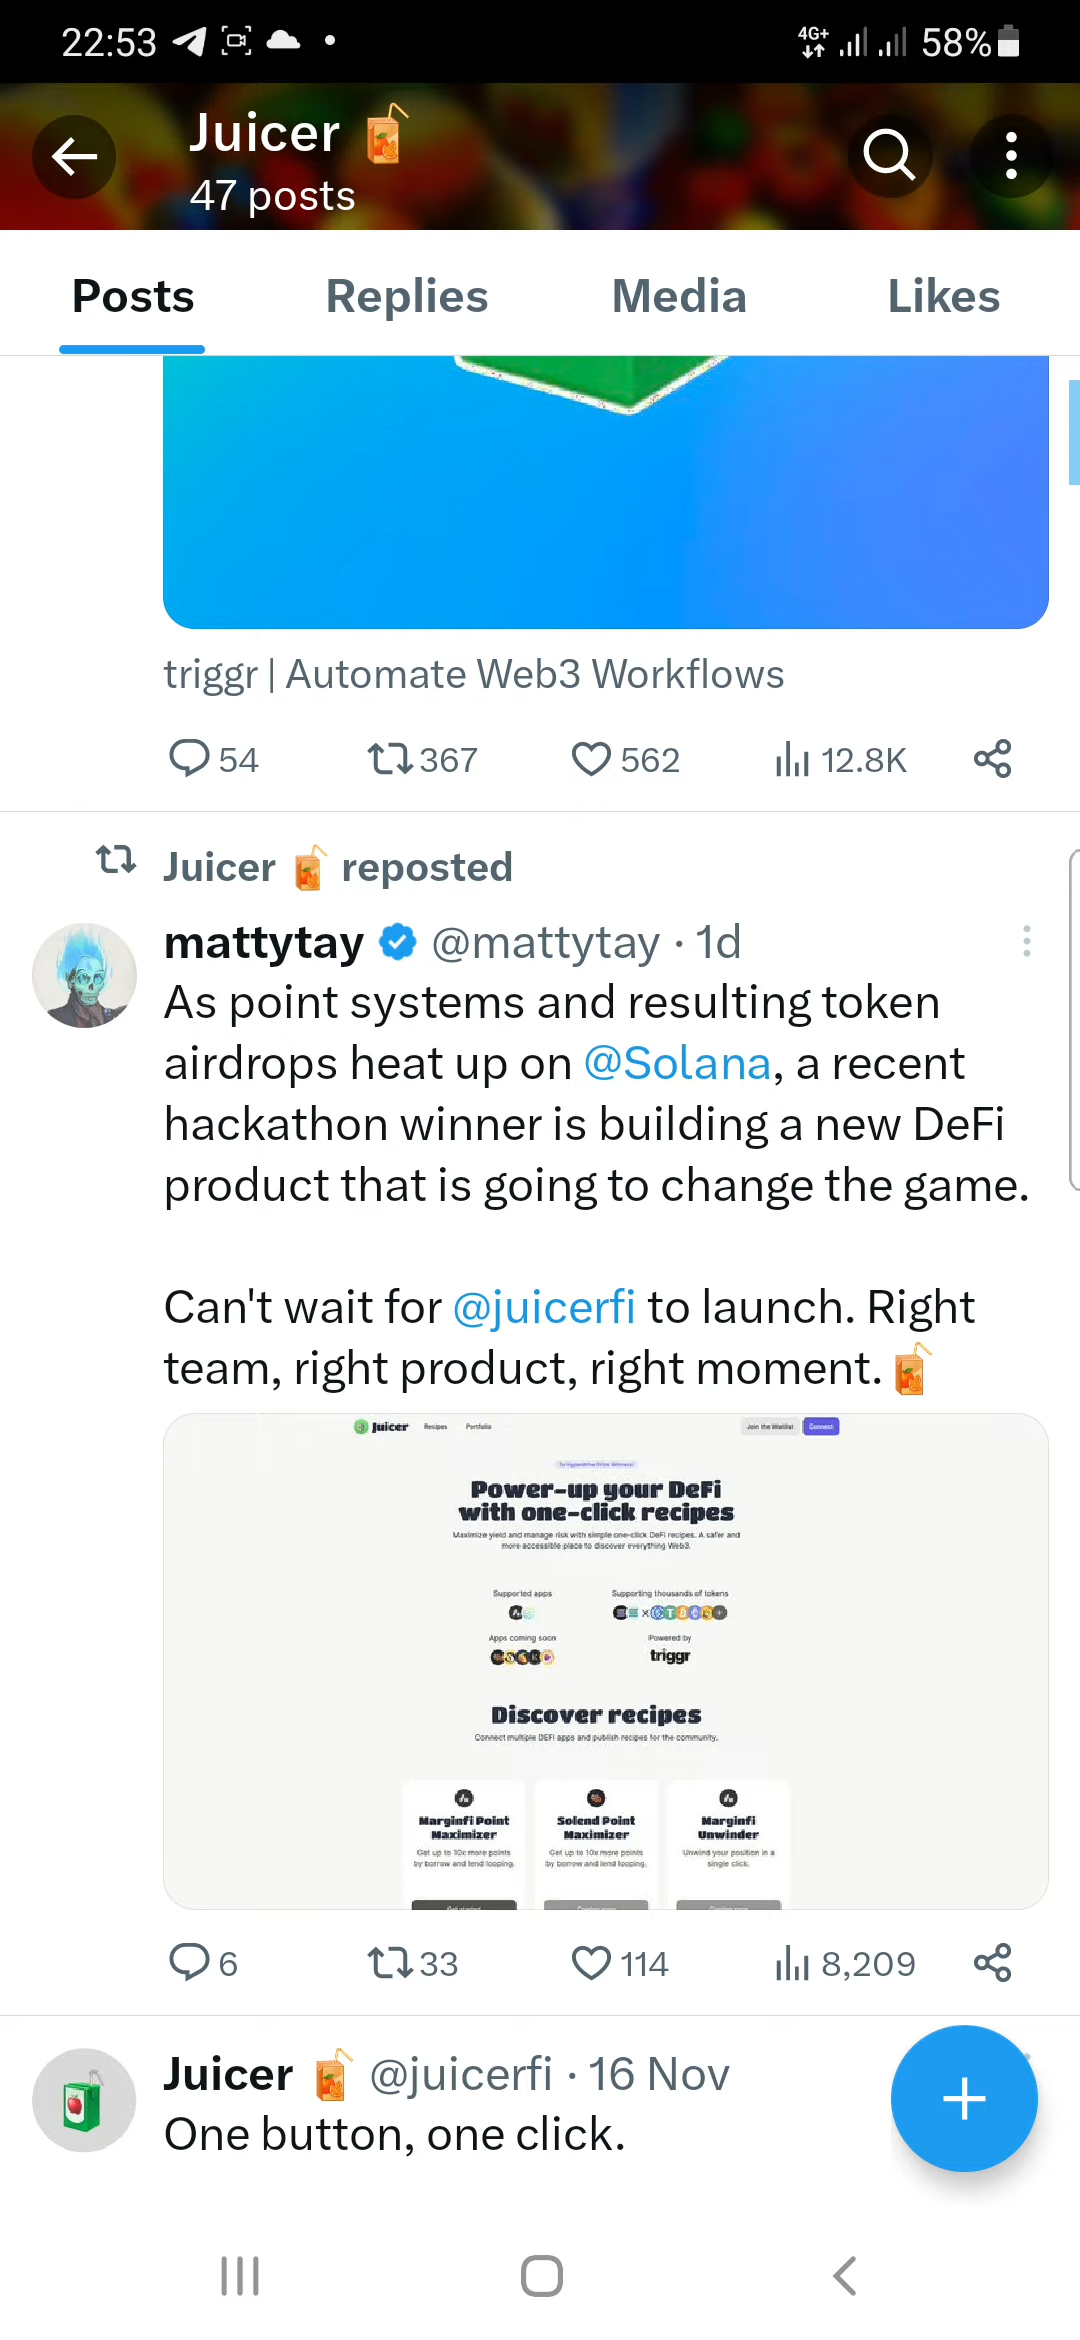 22:53
4G+
58%
Juicer
47 posts
Posts
Replies
Media
Likes
triggr | Automate Web3 Workflows
54
367
562
12.8K
Juicer reposted
mattytay @mattytay · 1d
As point systems and resulting token
airdrops heat up on @Solana, a recent
hackathon winner is building a new DeFi
product that is going to change the game.
Can't wait for @juicerfi to launch. Right
team, right product, right moment.
Juicer
Recipes
Portfolio
Join the Waitlist
Connect
Power-up your DeFi
with one-click recipes
Maximize yield and manage risk with simple one-click DeFi recipes. A safer and
more accessible place to discover everything Web3.
Supported apps
Supporting thousands of tokens
Apps coming soon
Powered by
triggr
Discover recipes
Connect multiple DEFI apps and publish recipes for the community.
Marginfi Point
Maximizer
Get up to 10x more points
by borrow and lend looping.
Solend Point
Maximizer
Get up to 10x more points
by borrow and lend looping.
Marginfi
Unwinder
Unwind your position in a
single click.
6
33
114
8,209
Juicer @juicerfi · 16 Nov
One button, one click.